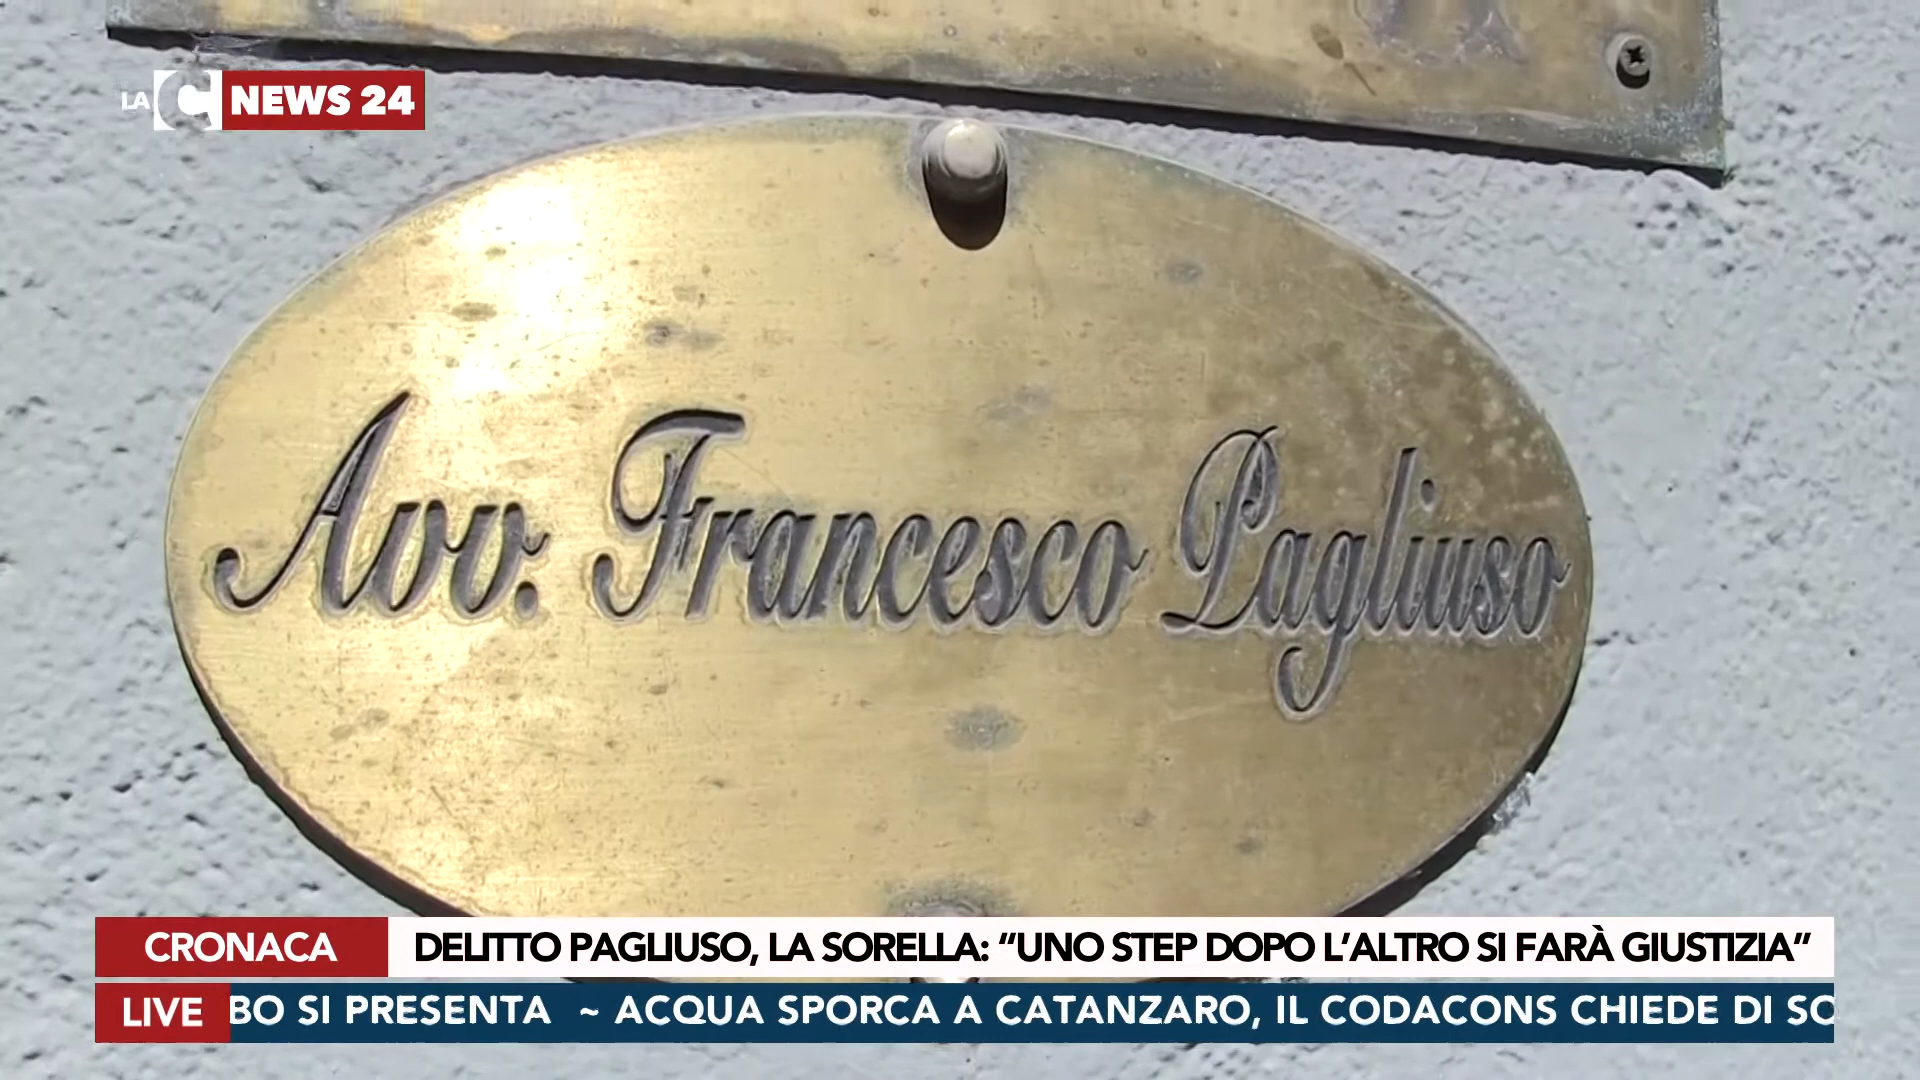 LA C NEWS 24
Avv. Francesco Pagliuso
CRONACA DELITTO PAGLIUSO, LA SORELLA: “UNO STEP DOPO L’ALTRO SI FARÀ GIUSTIZIA”
LIVE BO SI PRESENTA ~ ACQUA SPORCA A CATANZARO, IL CODACONS CHIEDE DI SO